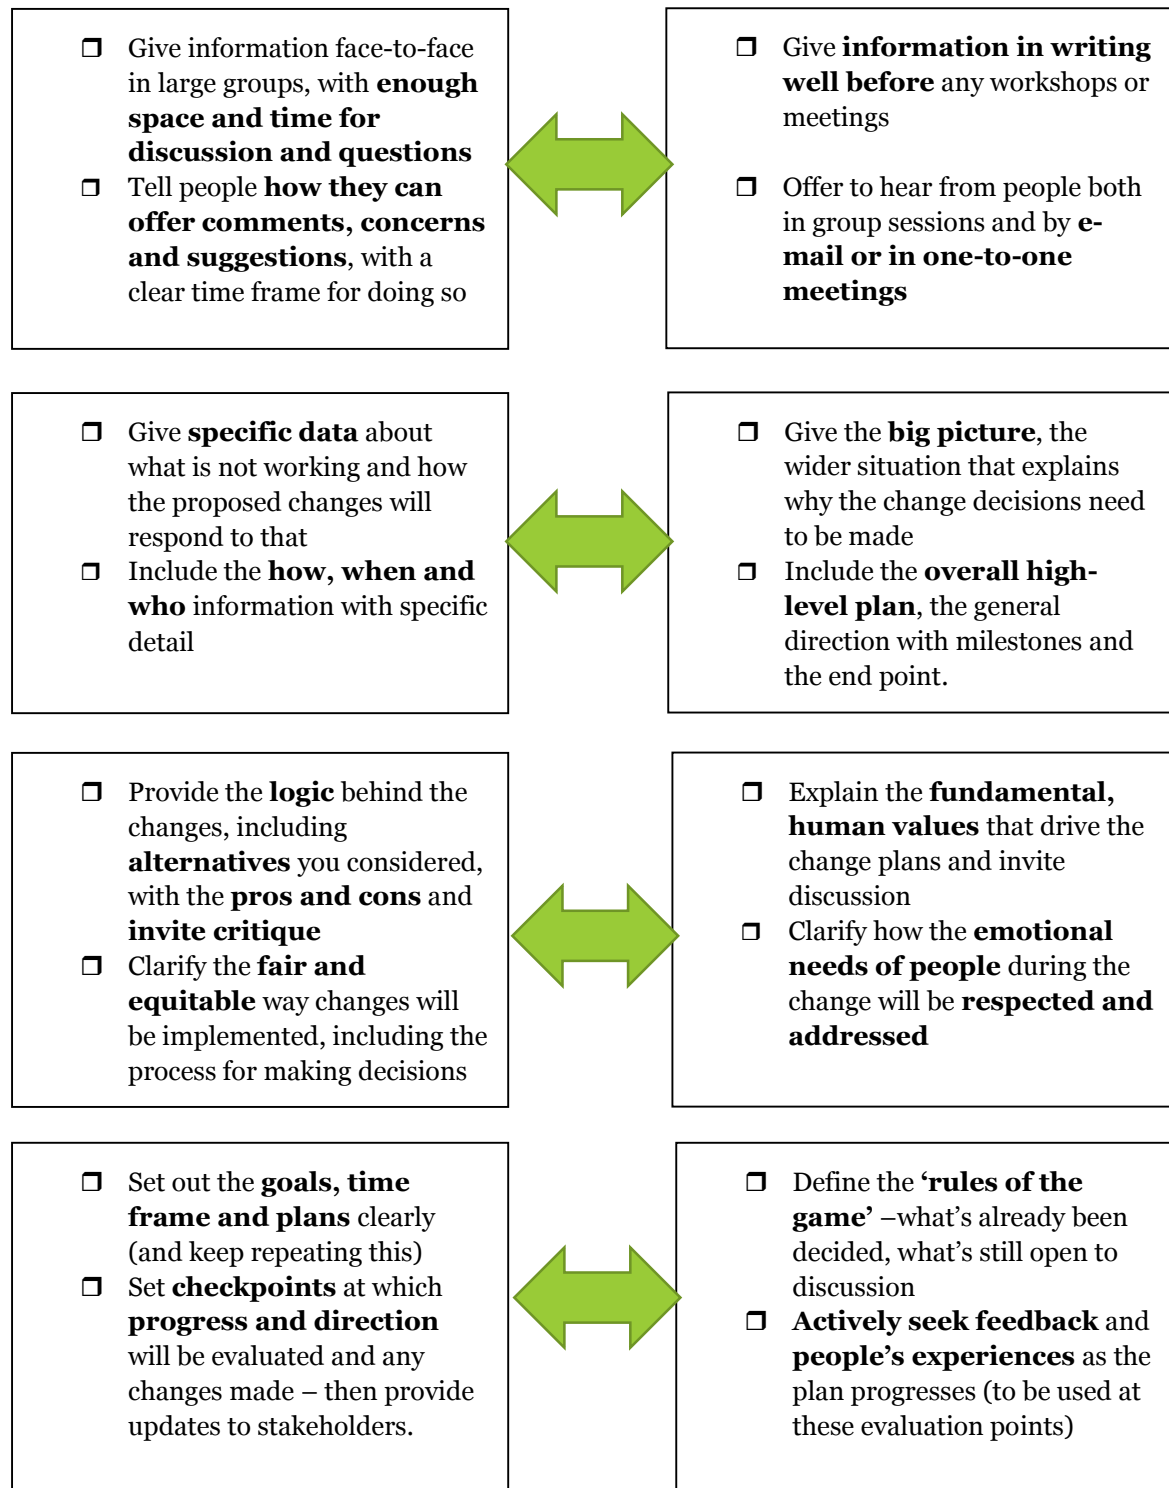 ❒ Give information face-to-face
in large groups, with enough
space and time for
discussion and questions
❒ Tell people how they can
offer comments, concerns
and suggestions, with a
clear time frame for doing so
❒ Give information in writing
well before any workshops or
meetings
❒ Offer to hear from people both
in group sessions and by e-
mail or in one-to-one
meetings
❒ Give specific data about
what is not working and how
the proposed changes will
respond to that
❒ Include the how, when and
who information with specific
detail
❒ Give the big picture, the
wider situation that explains
why the change decisions need
to be made
❒ Include the overall high-
level plan, the general
direction with milestones and
the end point.
❒ Provide the logic behind the
changes, including
alternatives you considered,
with the pros and cons and
invite critique
❒ Clarify the fair and
equitable way changes will
be implemented, including the
process for making decisions
❒ Explain the fundamental,
human values that drive the
change plans and invite
discussion
❒ Clarify how the emotional
needs of people during the
change will be respected and
addressed
❒ Set out the goals, time
frame and plans clearly
(and keep repeating this)
❒ Set checkpoints at which
progress and direction
will be evaluated and any
changes made – then provide
updates to stakeholders.
❒ Define the ‘rules of the
game’ –what’s already been
decided, what’s still open to
discussion
❒ Actively seek feedback and
people’s experiences as the
plan progresses (to be used at
these evaluation points)